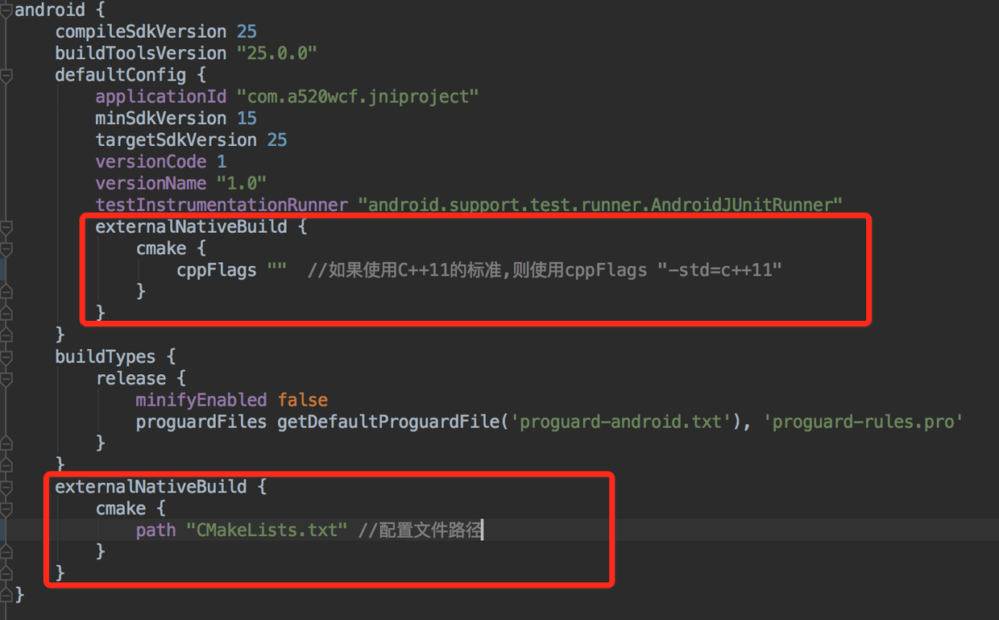 android {
compileSdkVersion 25
buildToolsVersion "25.0.0"
defaultConfig {
applicationId "com.a520wcf.jniproject"
minSdkVersion 15
targetSdkVersion 25
versionCode 1
versionName "1.0"
testInstrumentationRunner "android.support.test.runner.AndroidJUnitRunner"
externalNativeBuild {
cmake {
cppFlags "" //如果使用C++11的标准,则使用cppFlags "-std=c++11"
}
}
}
buildTypes {
release {
minifyEnabled false
proguardFiles getDefaultProguardFile('proguard-android.txt'), 'proguard-rules.pro'
}
}
externalNativeBuild {
cmake {
path "CMakeLists.txt" //配置文件路径
}
}
}